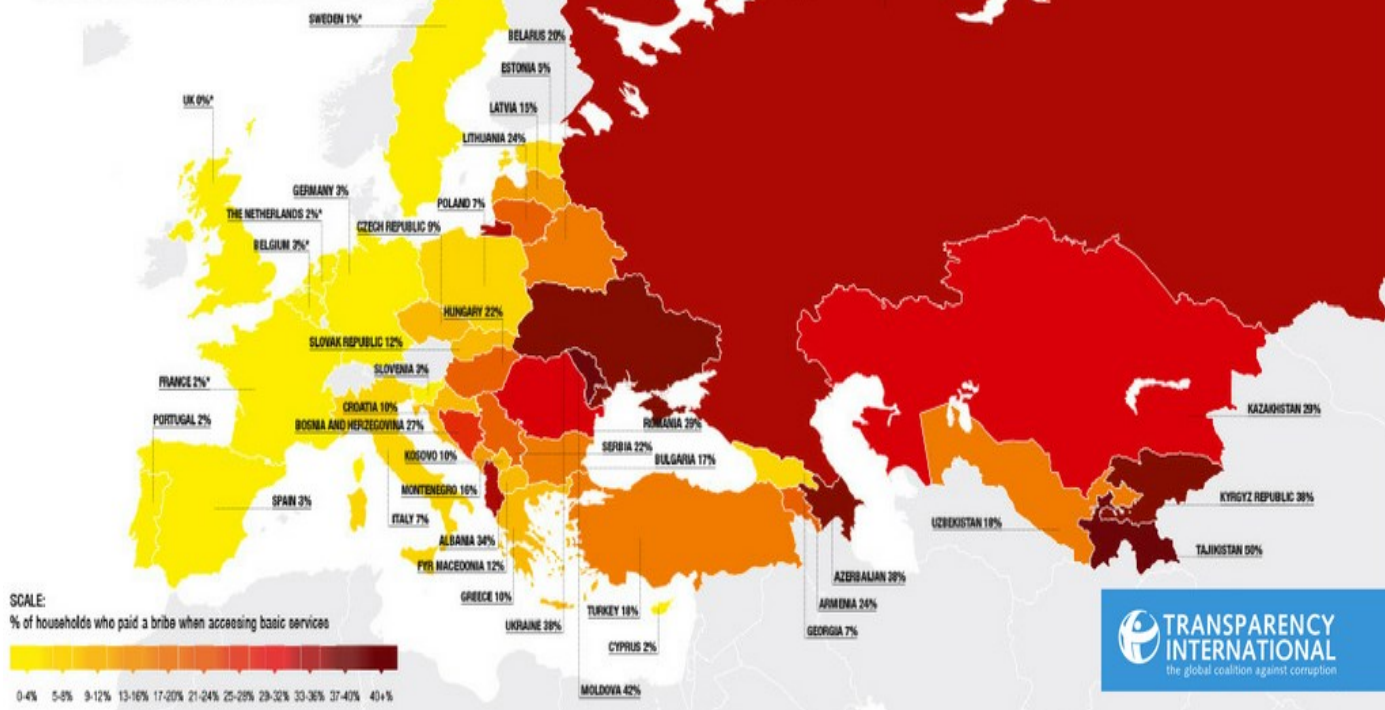 SWEDEN 1%*
BELARUS 20%
ESTONIA 5%
UK 0%*
LATVIA 15%
LITHUANIA 24%
GERMANY 3%
POLAND 7%
THE NETHERLANDS 2%*
CZECH REPUBLIC 9%
BELGIUM 3%*
HUNGARY 22%
SLOVAK REPUBLIC 12%
SLOVENIA 3%
FRANCE 2%*
CROATIA 10%
KAZAKHSTAN 29%
PORTUGAL 2%
BOSNIA AND HERZEGOVINA 27%
ROMANIA 29%
SERBIA 22%
KOSOVO 10%
BULGARIA 17%
MONTENEGRO 16%
SPAIN 3%
KYRGYZ REPUBLIC 38%
ITALY 7%
UZBEKISTAN 18%
ALBANIA 34%
TAJIKISTAN 50%
FYR MACEDONIA 12%
AZERBAIJAN 38%
GREECE 10%
ARMENIA 24%
TURKEY 18%
UKRAINE 38%
GEORGIA 7%
CYPRUS 2%
MOLDOVA 42%
SCALE:
% of households who paid a bribe when accessing basic services
0-4% 5-8% 9-12% 13-16% 17-20% 21-24% 25-28% 29-32% 33-36% 37-40% 40+%
TRANSPARENCY
INTERNATIONAL
the global coalition against corruption